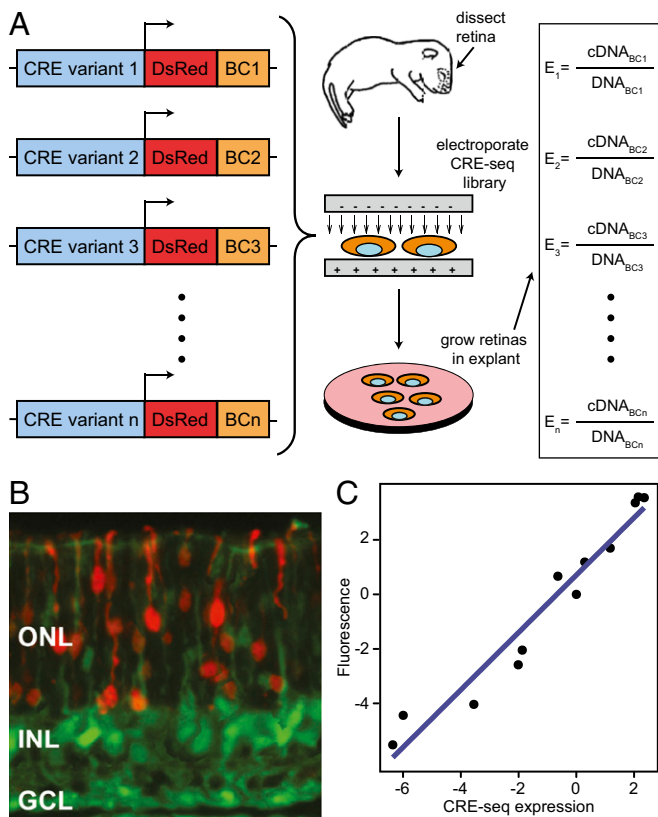 A
CRE variant 1 DsRed BC1
CRE variant 2 DsRed BC2
CRE variant 3 DsRed BC3
CRE variant n DsRed BCn
dissect
retina
electroporate
CRE-seq
library
- - - - - - - - -
+ + + + + + +
grow retinas
in explant
E1= cDNABC1
DNABC1
E2= cDNABC2
DNABC2
E3= cDNABC3
DNABC3
En= cDNABCn
DNABCn
B
ONL
INL
GCL
C
Fluorescence
2
0
-2
-4
-6 -4 -2 0 2
CRE-seq expression